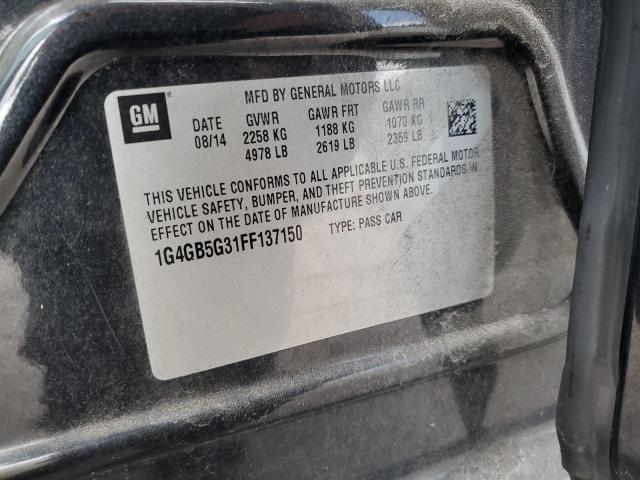 MFD BY GENERAL MOTORS LLC
GM
DATE GVWR GAWR FRT GAWR RR
08/14 2258 KG 1188 KG 1070 KG
4978 LB 2619 LB 2359 LB
THIS VEHICLE CONFORMS TO ALL APPLICABLE U.S. FEDERAL MOTOR
VEHICLE SAFETY, BUMPER, AND THEFT PREVENTION STANDARDS IN
EFFECT ON THE DATE OF MANUFACTURE SHOWN ABOVE.
1G4GB5G31FF137150 TYPE: PASS CAR